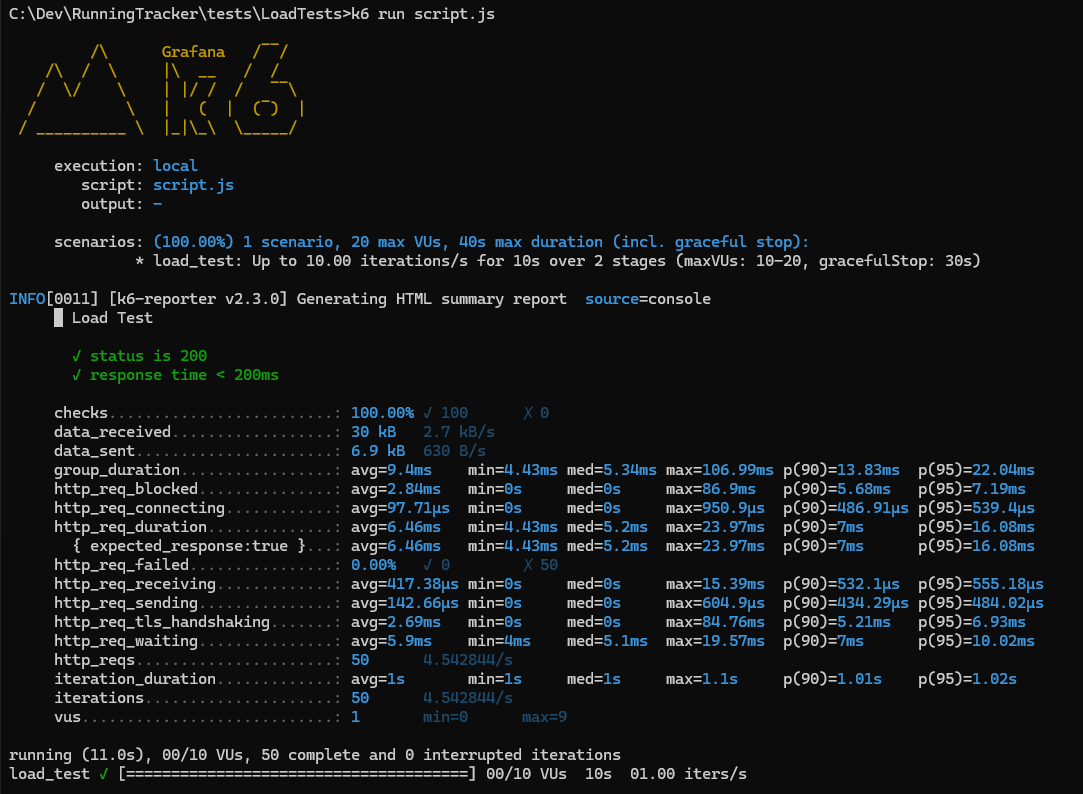 C:\Dev\RunningTracker\tests\LoadTests>k6 run script.js
Grafana
k6
execution: local
script: script.js
output: -
scenarios: (100.00%) 1 scenario, 20 max VUs, 40s max duration (incl. graceful stop):
* load_test: Up to 10.00 iterations/s for 10s over 2 stages (maxVUs: 10-20, gracefulStop: 30s)
INFO[0011] [k6-reporter v2.3.0] Generating HTML summary report  source=console
█ Load Test
√ status is 200
√ response time < 200ms
checks.........................: 100.00% √ 100      ╳ 0
data_received..................: 30 kB   2.7 kB/s
data_sent......................: 6.9 kB  630 B/s
group_duration.................: avg=9.4ms    min=4.43ms med=5.34ms max=106.99ms p(90)=13.83ms  p(95)=22.04ms
http_req_blocked...............: avg=2.84ms   min=0s     med=0s     max=86.9ms   p(90)=5.68ms   p(95)=7.19ms
http_req_connecting............: avg=97.71µs  min=0s     med=0s     max=950.9µs  p(90)=486.91µs p(95)=539.4µs
http_req_duration..............: avg=6.46ms   min=4.43ms med=5.2ms  max=23.97ms  p(90)=7ms      p(95)=16.08ms
{ expected_response:true }...: avg=6.46ms   min=4.43ms med=5.2ms  max=23.97ms  p(90)=7ms      p(95)=16.08ms
http_req_failed................: 0.00%   √ 0        ╳ 50
http_req_receiving.............: avg=417.38µs min=0s     med=0s     max=15.39ms  p(90)=532.1µs  p(95)=555.18µs
http_req_sending...............: avg=142.66µs min=0s     med=0s     max=604.9µs  p(90)=434.29µs p(95)=484.02µs
http_req_tls_handshaking.......: avg=2.69ms   min=0s     med=0s     max=84.76ms  p(90)=5.21ms   p(95)=6.93ms
http_req_waiting...............: avg=5.9ms    min=4ms    med=5.1ms  max=19.57ms  p(90)=7ms      p(95)=10.02ms
http_reqs......................: 50      4.542844/s
iteration_duration.............: avg=1s       min=1s     med=1s     max=1.1s     p(90)=1.01s    p(95)=1.02s
iterations.....................: 50      4.542844/s
vus............................: 1       min=0      max=9
running (11.0s), 00/10 VUs, 50 complete and 0 interrupted iterations
load_test √ [======================================] 00/10 VUs  10s  01.00 iters/s